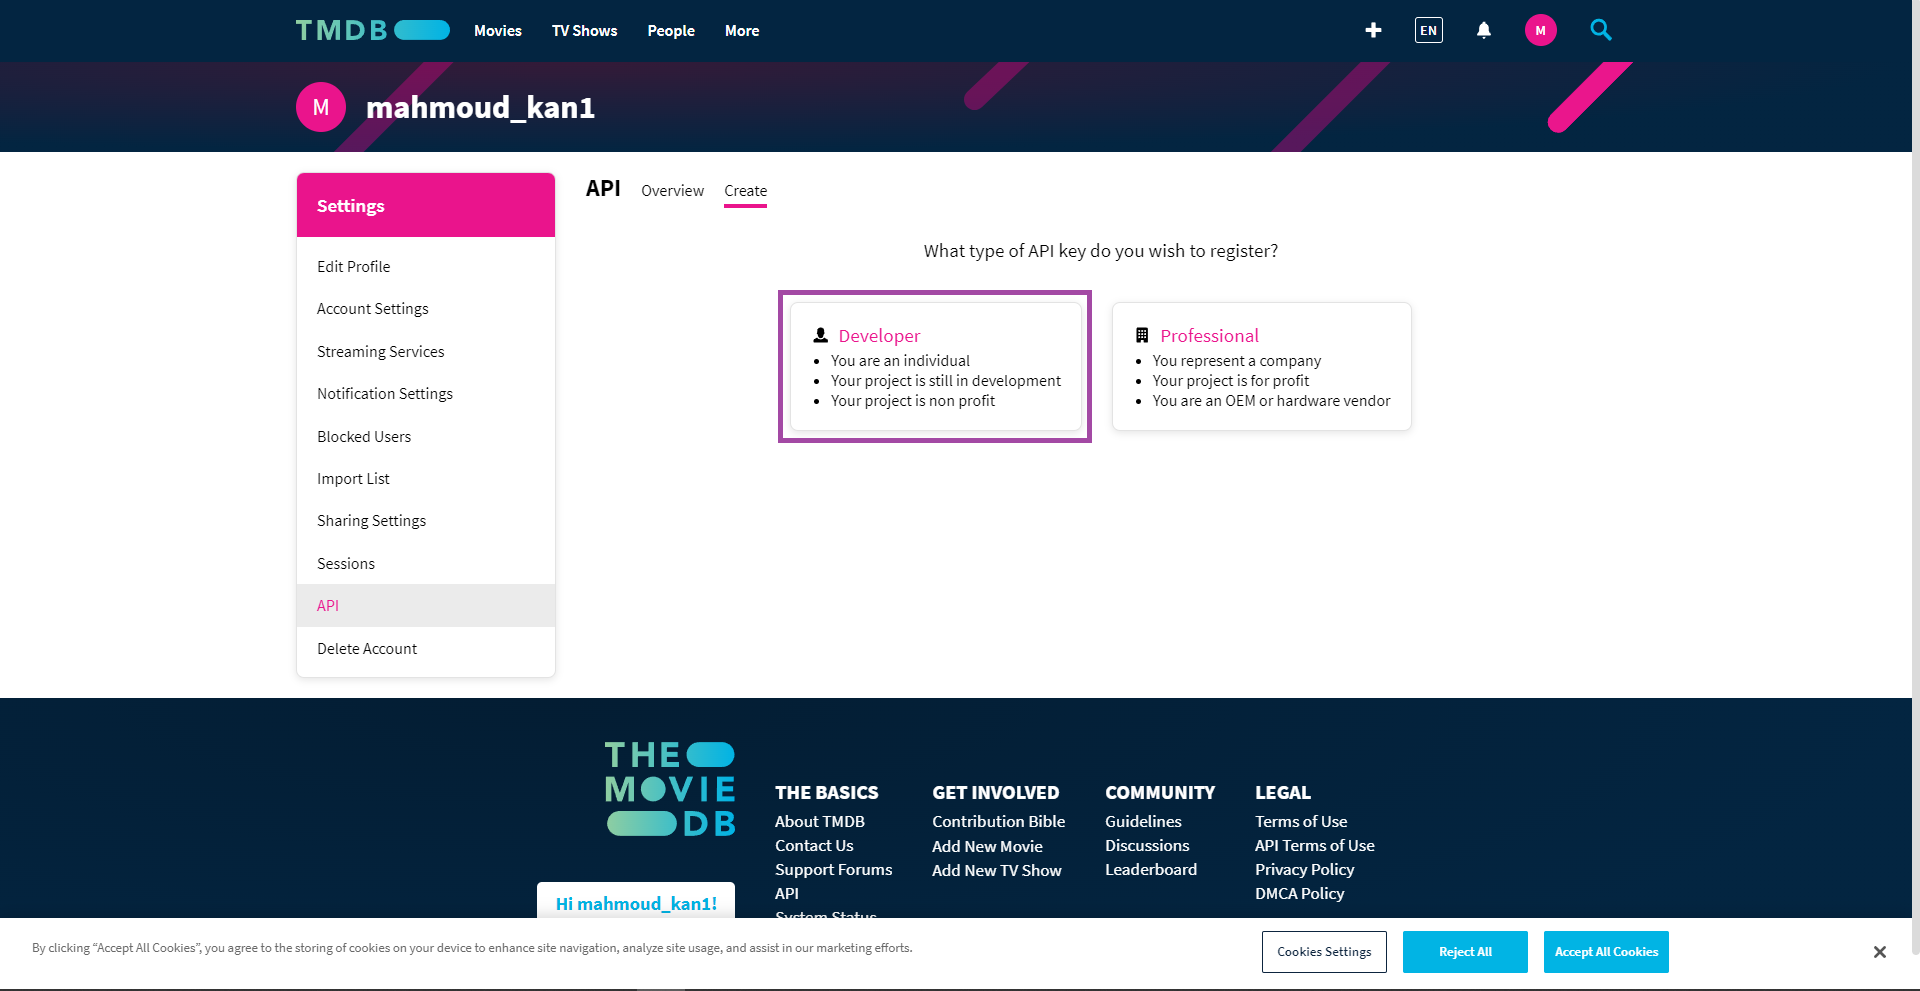 TMDB
Movies
TV Shows
People
More
EN
M
M
mahmoud_kan1
Settings
Edit Profile
Account Settings
Streaming Services
Notification Settings
Blocked Users
Import List
Sharing Settings
Sessions
API
Delete Account
API
Overview
Create
What type of API key do you wish to register?
Developer
You are an individual
Your project is still in development
Your project is non profit
Professional
You represent a company
Your project is for profit
You are an OEM or hardware vendor
THE
MOVIE
DB
Hi mahmoud_kan1!
THE BASICS
About TMDB
Contact Us
Support Forums
API
System Status
GET INVOLVED
Contribution Bible
Add New Movie
Add New TV Show
COMMUNITY
Guidelines
Discussions
Leaderboard
LEGAL
Terms of Use
API Terms of Use
Privacy Policy
DMCA Policy
By clicking “Accept All Cookies”, you agree to the storing of cookies on your device to enhance site navigation, analyze site usage, and assist in our marketing efforts.
Cookies Settings
Reject All
Accept All Cookies